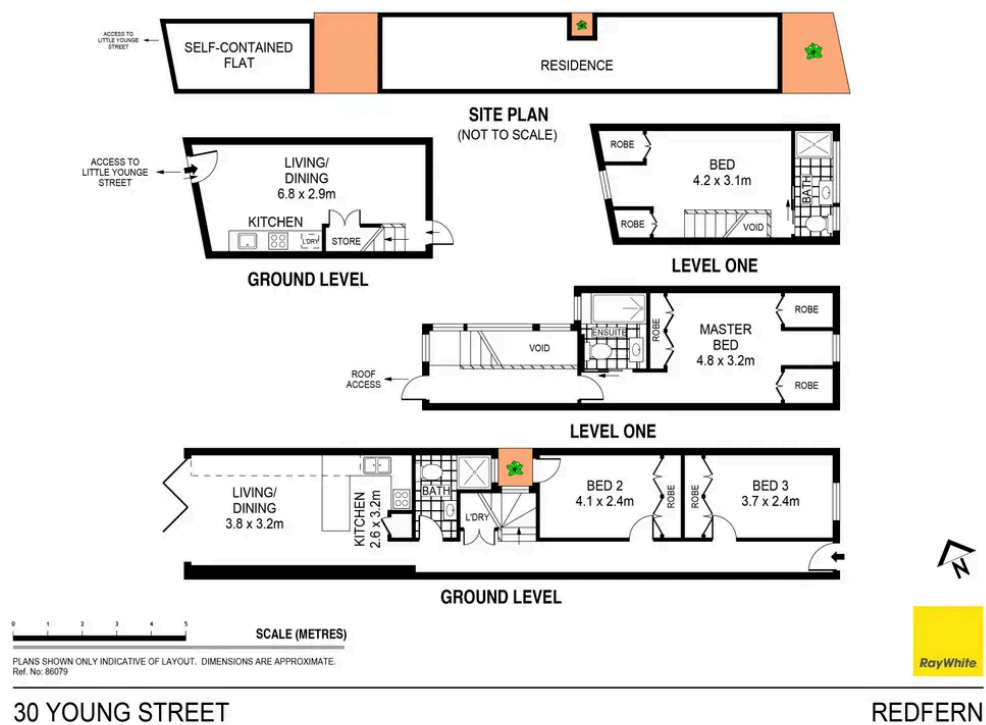 ACCESS TO
LITTLE YOUNGE
STREET
SELF-CONTAINED
FLAT
RESIDENCE
SITE PLAN
(NOT TO SCALE)
ACCESS TO
LITTLE YOUNGE
STREET
LIVING/
DINING
6.8 x 2.9m
KITCHEN
L'DRY
STORE
GROUND LEVEL
ROBE
BED
4.2 x 3.1m
BATH
ROBE
VOID
LEVEL ONE
ROOF
ACCESS
VOID
ENSUITE
ROBE
MASTER
BED
4.8 x 3.2m
ROBE
ROBE
LEVEL ONE
LIVING/
DINING
3.8 x 3.2m
KITCHEN
2.6 x 3.2m
BATH
L'DRY
BED 2
4.1 x 2.4m
ROBE
ROBE
BED 3
3.7 x 2.4m
GROUND LEVEL
N
0 1 2 3 4 5
SCALE (METRES)
PLANS SHOWN ONLY INDICATIVE OF LAYOUT. DIMENSIONS ARE APPROXIMATE.
Ref. No: 86079
RayWhite.
30 YOUNG STREET
REDFERN